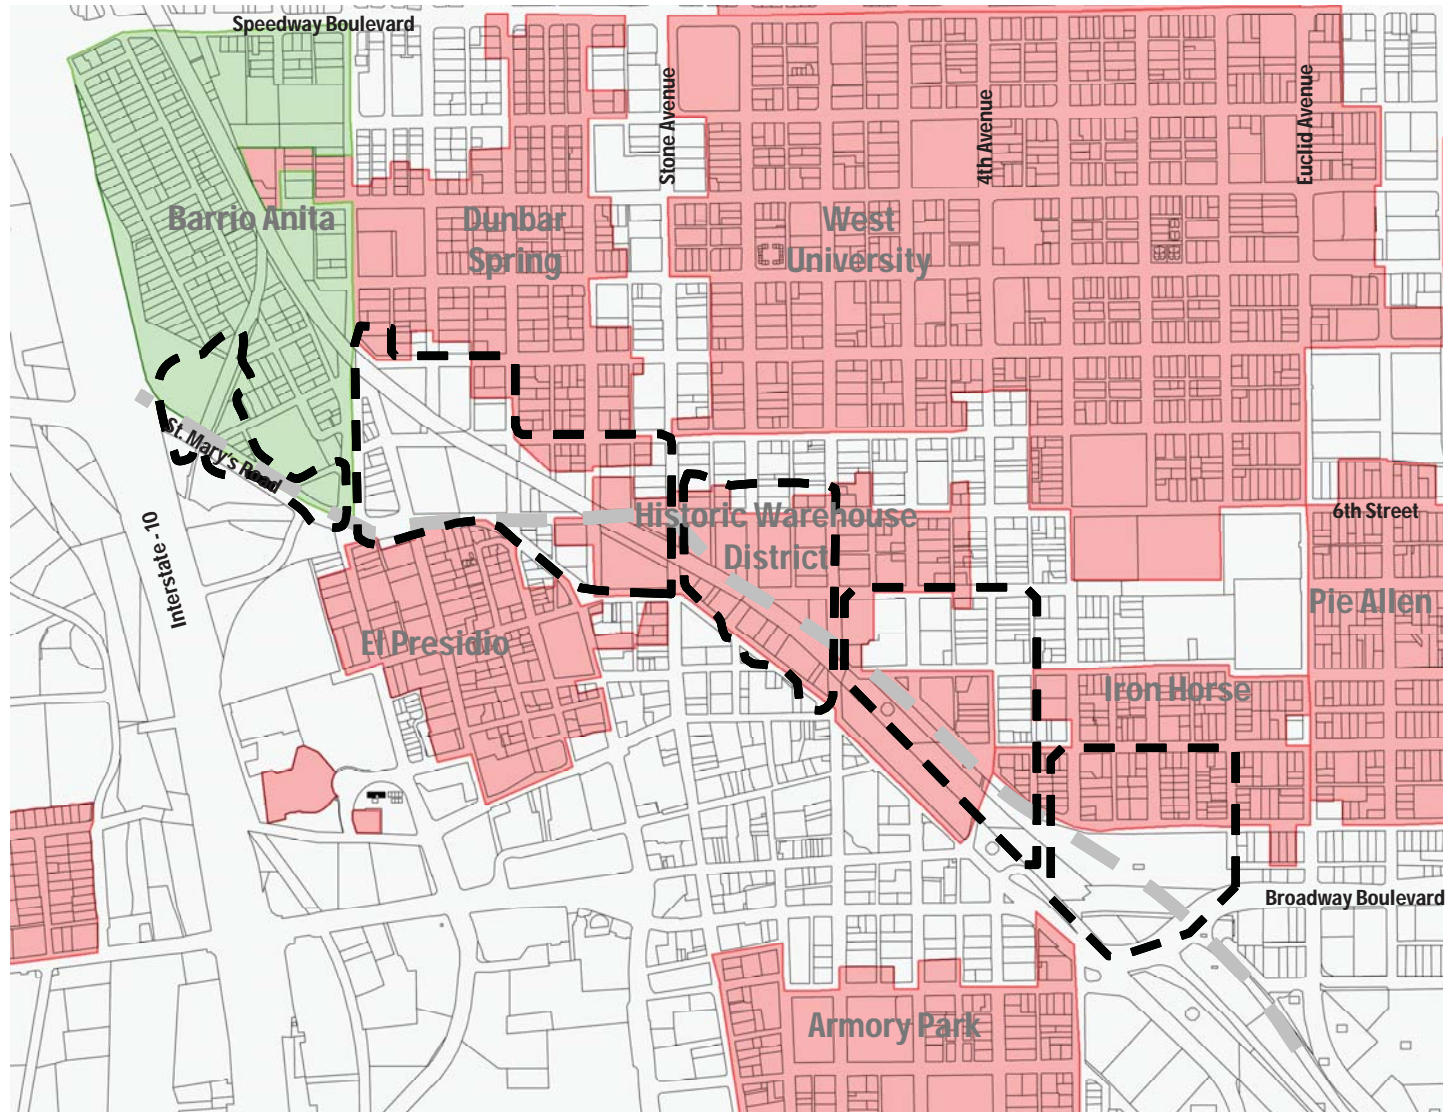 Speedway Boulevard
Stone Avenue
4th Avenue
Euclid Avenue
Barrio Anita
Dunbar
Spring
West
University
St. Mary's Road
Historic Warehouse
District
6th Street
Interstate - 10
El Presidio
Pie Allen
Iron Horse
Broadway Boulevard
Armory Park